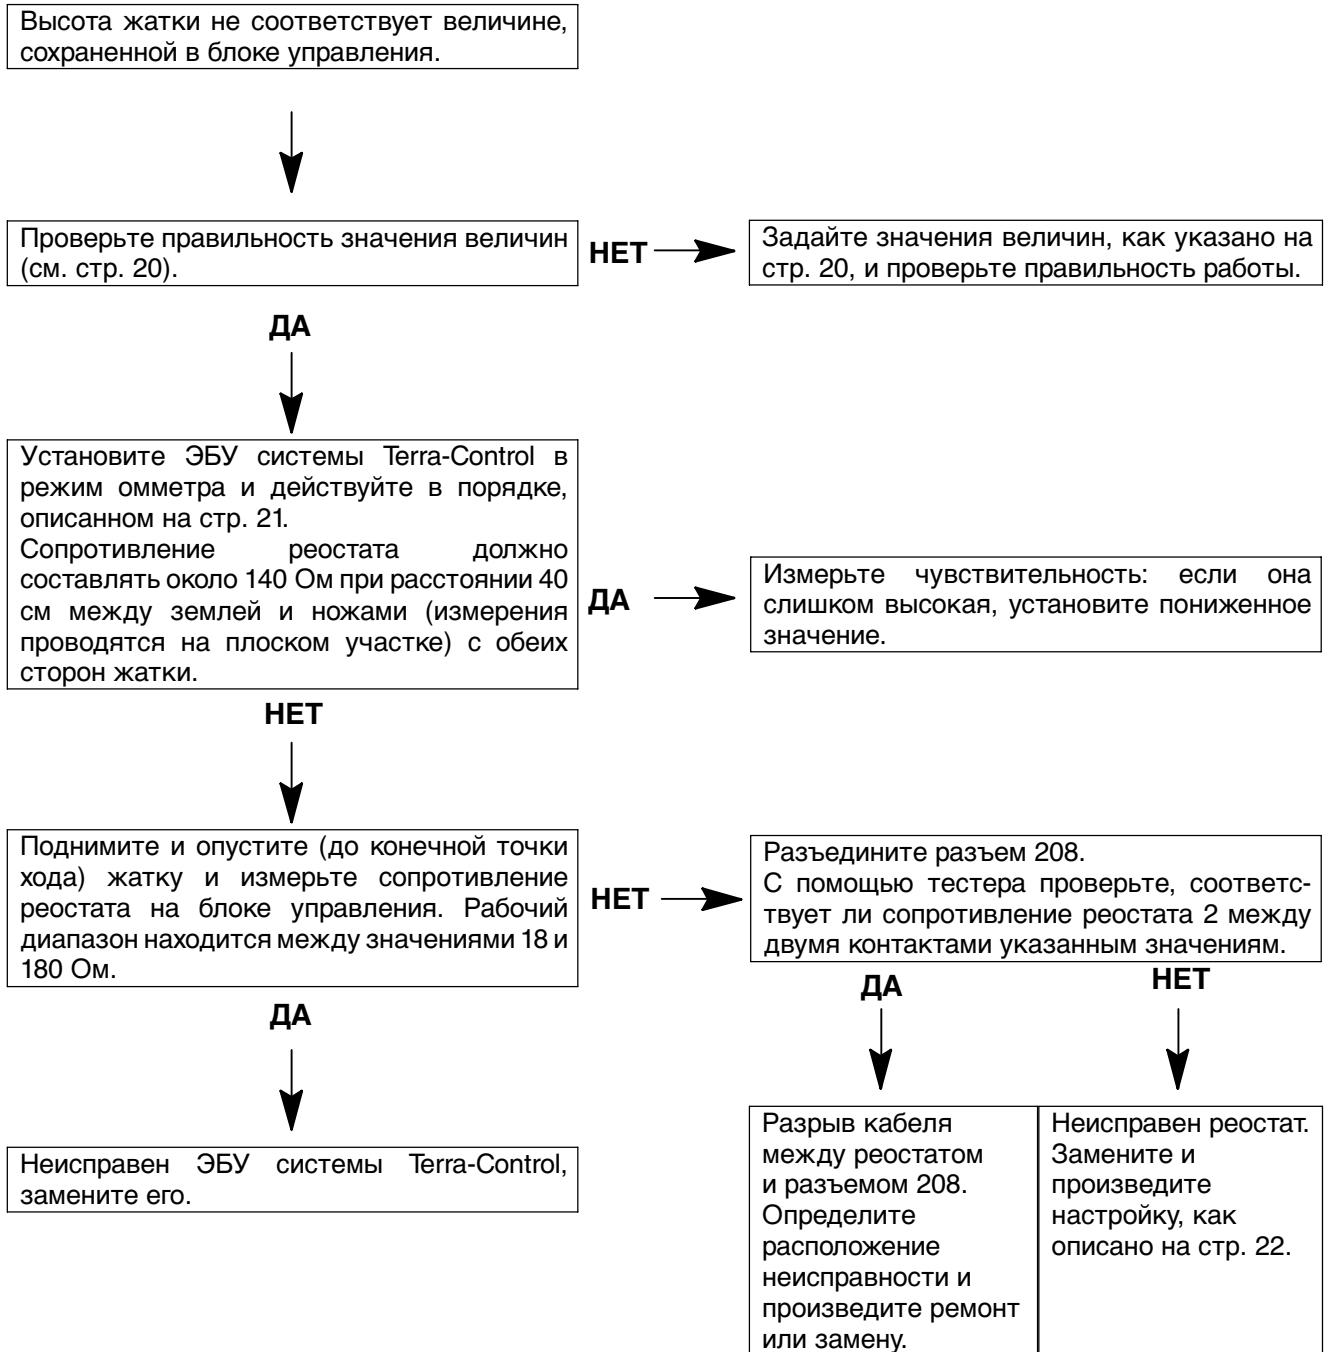 Высота жатки не соответствует величине,
сохраненной в блоке управления.
Проверьте правильность значения величин
(см. стр. 20).
НЕТ
Задайте значения величин, как указано на
стр. 20, и проверьте правильность работы.
ДА
Установите ЭБУ системы Terra-Control в
режим омметра и действуйте в порядке,
описанном на стр. 21.
Сопротивление реостата должно
составлять около 140 Ом при расстоянии 40
см между землей и ножами (измерения
проводятся на плоском участке) с обеих
сторон жатки.
ДА
Измерьте чувствительность: если она
слишком высокая, установите пониженное
значение.
НЕТ
Поднимите и опустите (до конечной точки
хода) жатку и измерьте сопротивление
реостата на блоке управления. Рабочий
диапазон находится между значениями 18 и
180 Ом.
НЕТ
Разъедините разъем 208.
С помощью тестера проверьте, соответс-
твует ли сопротивление реостата 2 между
двумя контактами указанным значениям.
ДА
НЕТ
ДА
Неисправен ЭБУ системы Terra-Control,
замените его.
Разрыв кабеля
между реостатом
и разъемом 208.
Определите
расположение
неисправности и
произведите ремонт
или замену.
Неисправен реостат.
Замените и
произведите
настройку, как
описано на стр. 22.